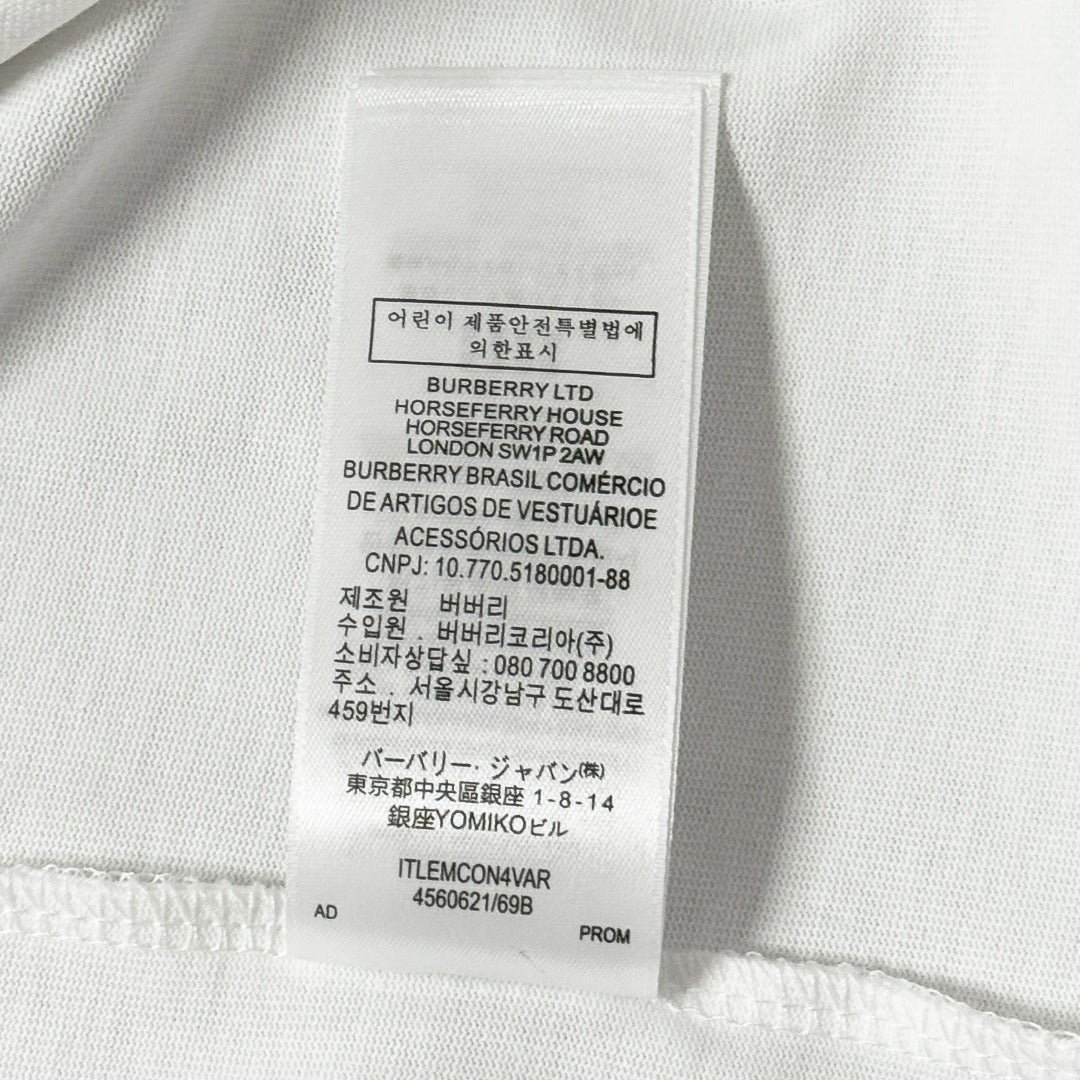 어린이 제품안전특별법에
의한표시
BURBERRY LTD
HORSEFERRY HOUSE
HORSEFERRY ROAD
LONDON SW1P 2AW
BURBERRY BRASIL COMÉRCIO
DE ARTIGOS DE VESTUÁRIOE
ACESSÓRIOS LTDA.
CNPJ: 10.770.5180001-88
제조원 버버리
수입원 . 버버리코리아(주)
소비자상답싶 : 080 700 8800
주소 . 서울시강남구 도산대로
459번지
バーバリー・ジャバン(株)
東京都中央區銀座 1-8-14
銀座YOMIKOビル
ITLEMCON4VAR
4560621/69B
AD
PROM